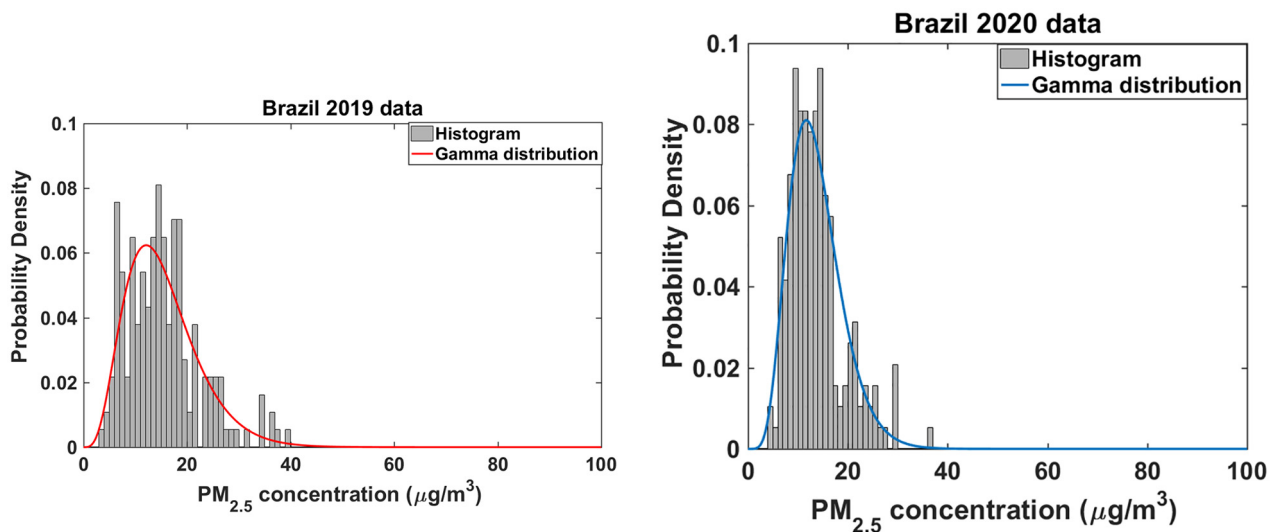 Brazil 2019 data
0.1
0.08
0.06
0.04
0.02
0
Probability Density
Histogram
Gamma distribution
0 20 40 60 80 100
PM2.5 concentration (μg/m3)
Brazil 2020 data
0.1
0.08
0.06
0.04
0.02
0
Probability Density
Histogram
Gamma distribution
0 20 40 60 80 100
PM2.5 concentration (μg/m3)